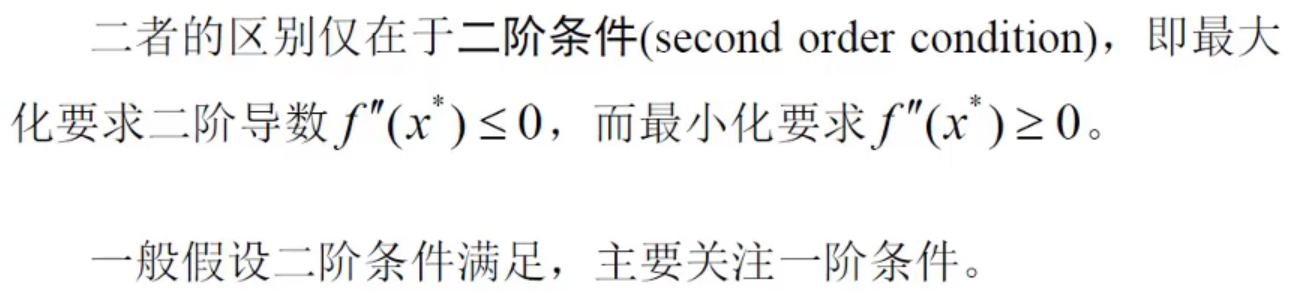 二者的区别仅在于二阶条件(second order condition)，即最大
化要求二阶导数 f″(x*) ≤ 0，而最小化要求 f″(x*) ≥ 0。
一般假设二阶条件满足，主要关注一阶条件。